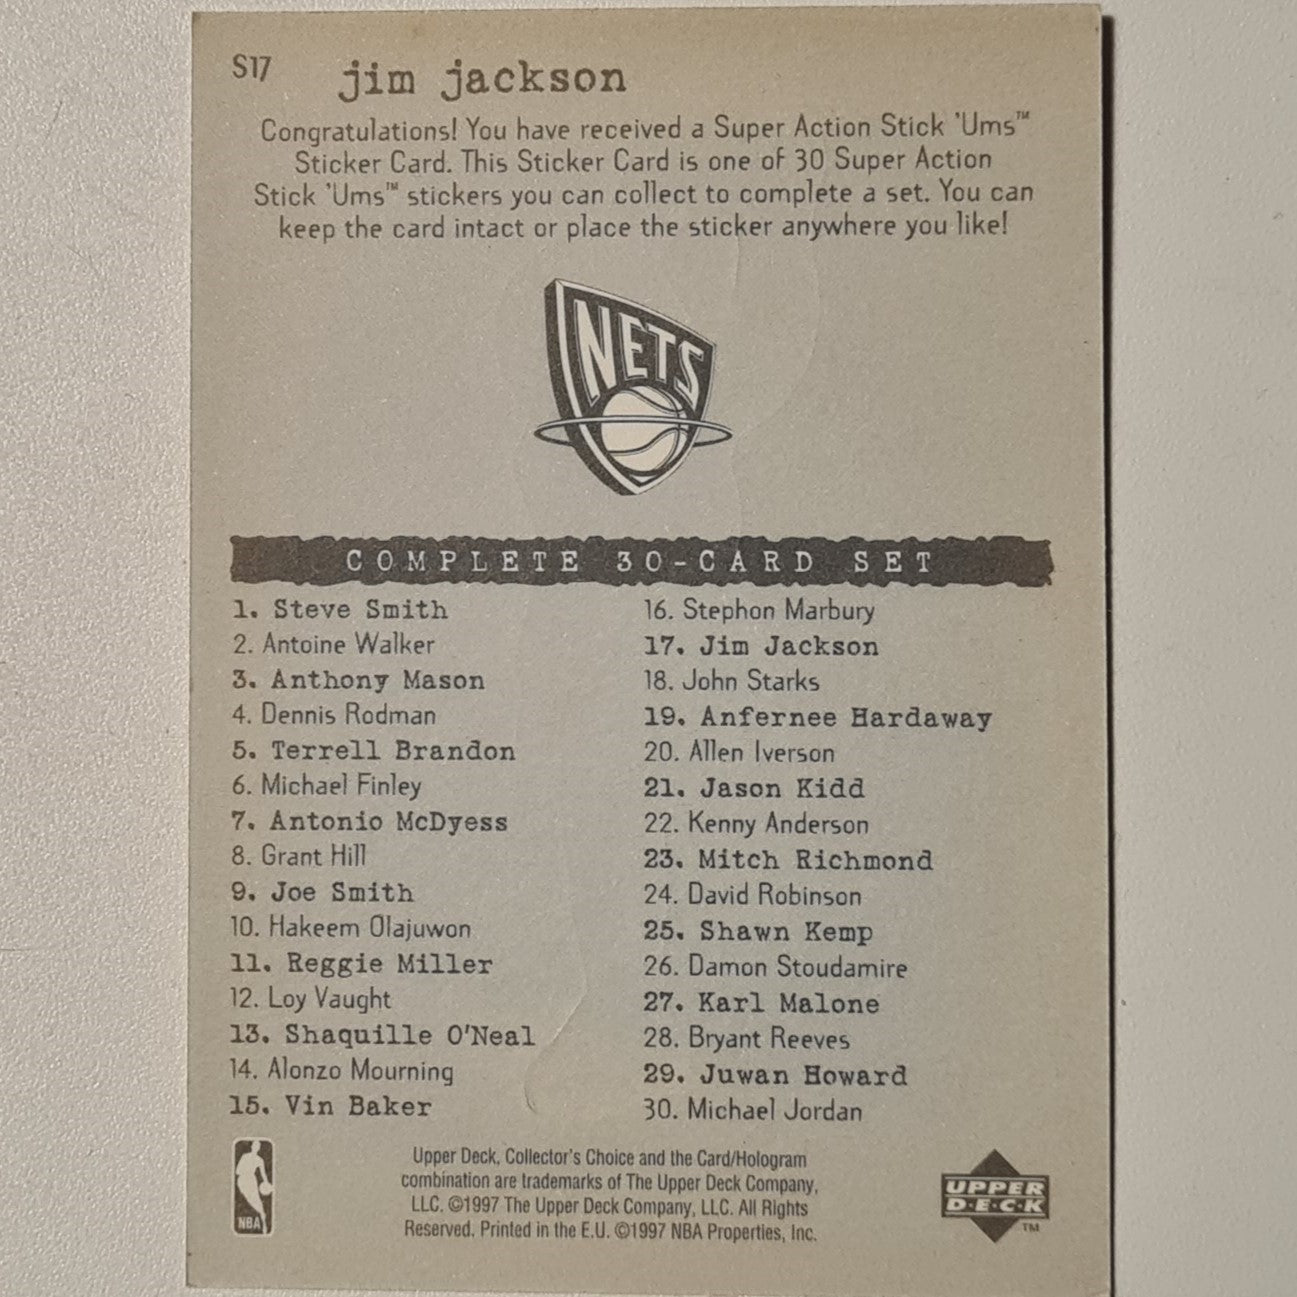 S17
jim jackson
Congratulations! You have received a Super Action Stick 'Ums™
Sticker Card. This Sticker Card is one of 30 Super Action
Stick 'Ums™ stickers you can collect to complete a set. You can
keep the card intact or place the sticker anywhere you like!
NETS
COMPLETE 30-CARD SET
1. Steve Smith
2. Antoine Walker
3. Anthony Mason
4. Dennis Rodman
5. Terrell Brandon
6. Michael Finley
7. Antonio McDyess
8. Grant Hill
9. Joe Smith
10. Hakeem Olajuwon
11. Reggie Miller
12. Loy Vaught
13. Shaquille O'Neal
14. Alonzo Mourning
15. Vin Baker
16. Stephon Marbury
17. Jim Jackson
18. John Starks
19. Anfernee Hardaway
20. Allen Iverson
21. Jason Kidd
22. Kenny Anderson
23. Mitch Richmond
24. David Robinson
25. Shawn Kemp
26. Damon Stoudamire
27. Karl Malone
28. Bryant Reeves
29. Juwan Howard
30. Michael Jordan
NBA
Upper Deck, Collector's Choice and the Card/Hologram
combination are trademarks of The Upper Deck Company,
LLC. ©1997 The Upper Deck Company, LLC. All Rights
Reserved. Printed in the E.U. ©1997 NBA Properties, Inc.
UPPER
D·E·C·K
TM